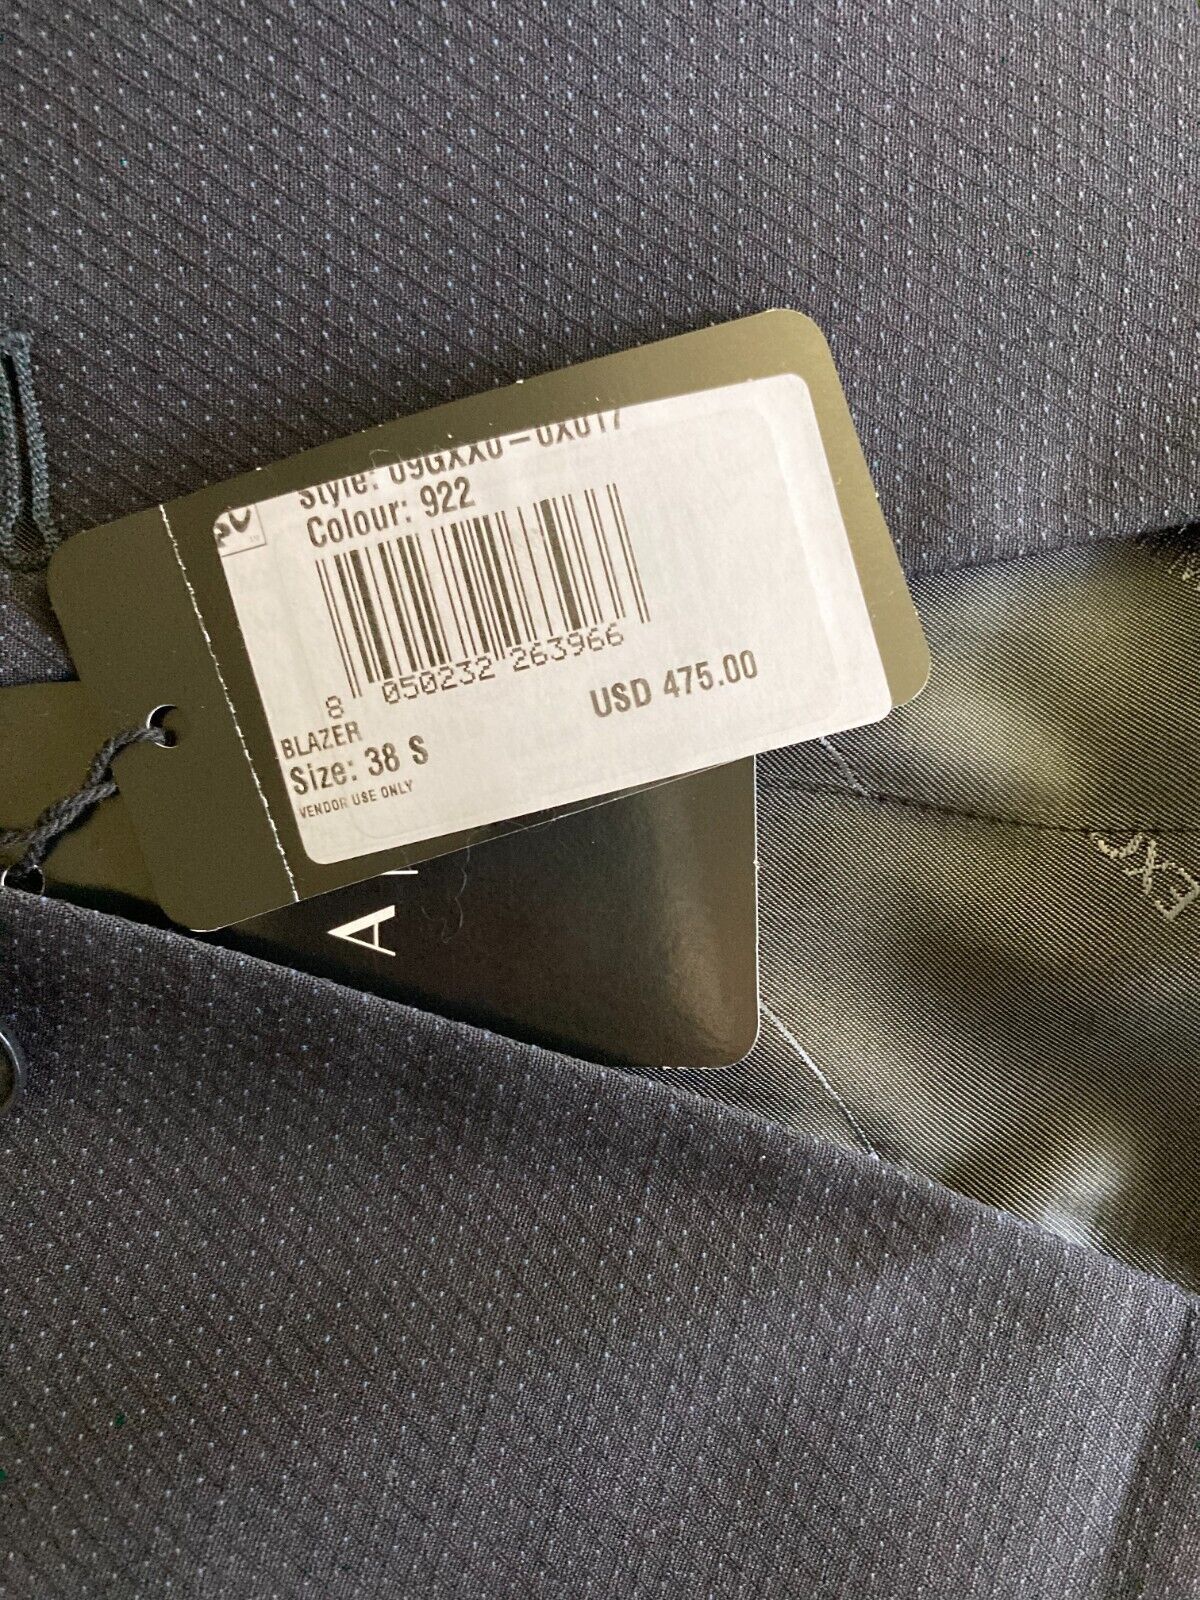 Style: 09GXX0-0X017
Colour: 922
8 050232 263966
USD 475.00
BLAZER
Size: 38 S
VENDOR USE ONLY
A